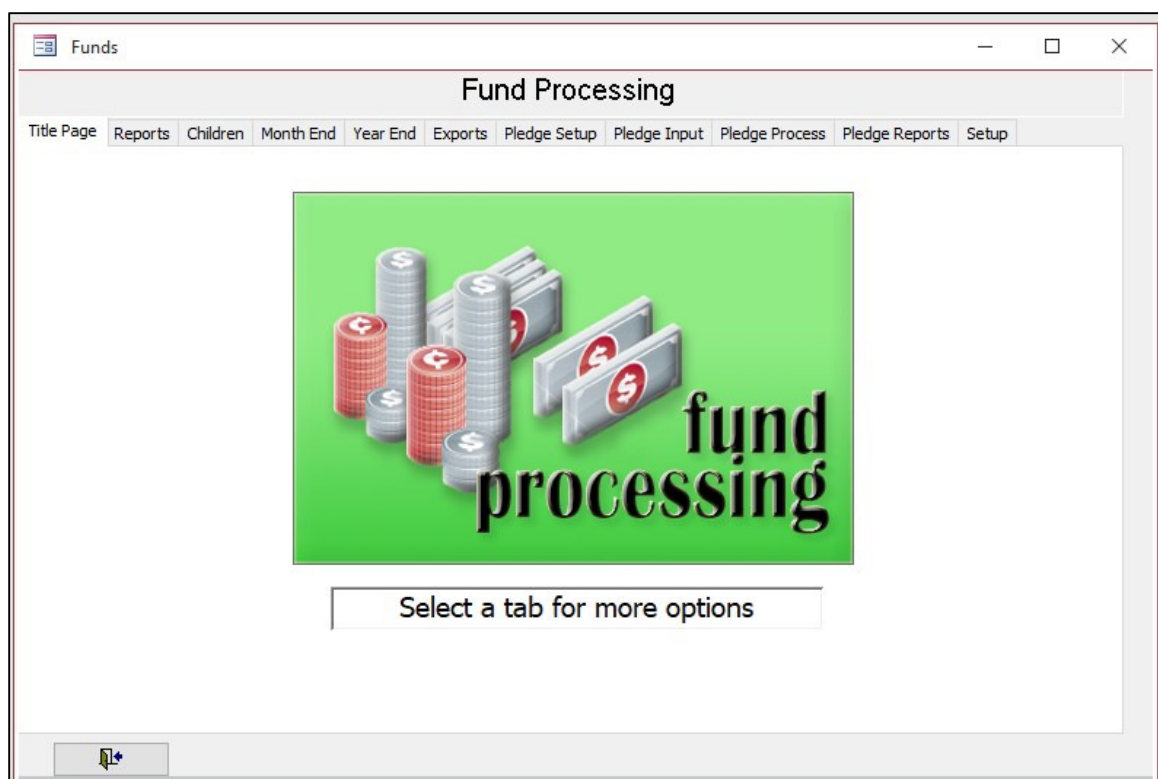 Funds
Fund Processing
Title Page Reports Children Month End Year End Exports Pledge Setup Pledge Input Pledge Process Pledge Reports Setup
$ $
¢ $ $
¢ $
$ $
$
fund
processing
Select a tab for more options